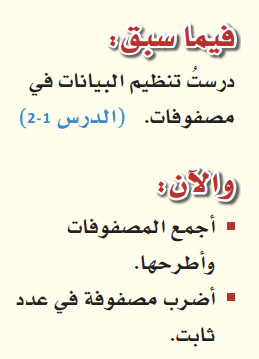 فيما سبق:
درستُ تنظيم البيانات في
مصفوفات. (الدرس 1-2)
والآن:
■ أجمع المصفوفات
وأطرحها.
■ أضرب مصفوفة في عدد
ثابت.